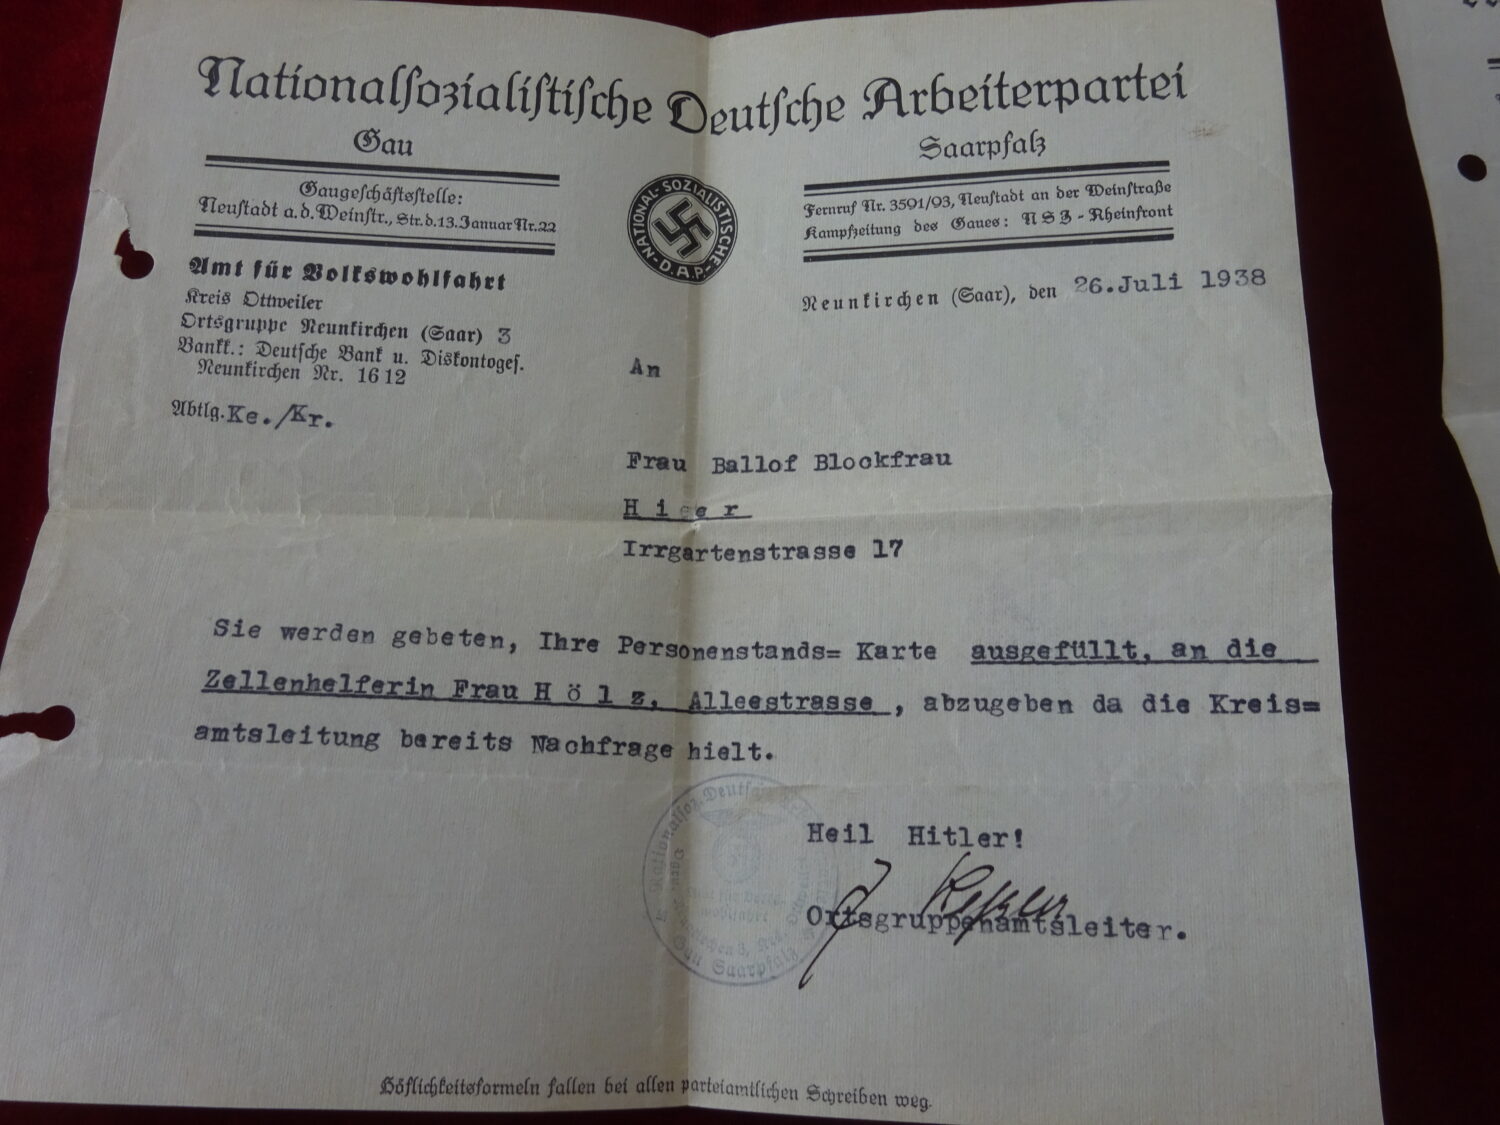 Nationalsozialistische Deutsche Arbeiterpartei
Gau Saarpfalz
Gaugeschäftsstelle:
Neustadt a.d. Weinstr., Str.d.13.Januar Nr.22
NATIONAL-SOZIALISTISCHE D.A.P.
Fernruf Nr. 3591/93, Neustadt an der Weinstraße
Kampfzeitung des Gaues: NSZ-Rheinfront
Amt für Volkswohlfahrt
Kreis Ottweiler
Ortsgruppe Neunkirchen (Saar) 3
Bankk.: Deutsche Bank u. Diskontoges.
Neunkirchen Nr. 1612
Abtlg. Ke./Kr.
Neunkirchen (Saar), den 26.Juli 1938
An
Frau Ballof Blockfrau
H i e r
Irrgartenstrasse 17
Sie werden gebeten, Ihre Personenstands= Karte ausgefüllt, an die
Zellenhelferin Frau H ö l z, Alleestrasse , abzugeben da die Kreis=
amtsleitung bereits Nachfrage hielt.
Heil Hitler!
Ortsgruppenamtsleiter.
Nationalsoz. Deutsche
Gau Saarpfalz
Höflichkeitsformeln fallen bei allen parteiamtlichen Schreiben weg.